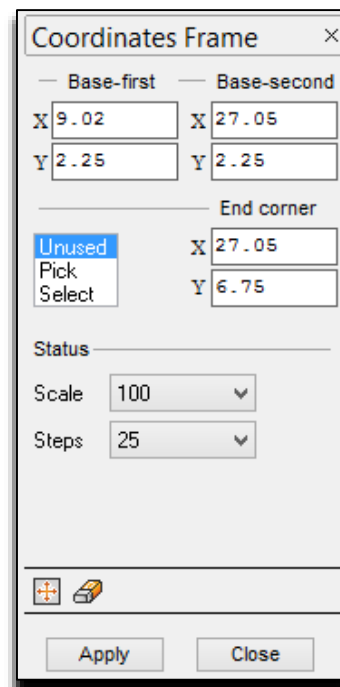 Coordinates Frame ×
Base-first Base-second
X 9.02 X 27.05
Y 2.25 Y 2.25
End corner
Unused X 27.05
Pick Y 6.75
Select
Status
Scale 100
Steps 25
Apply Close